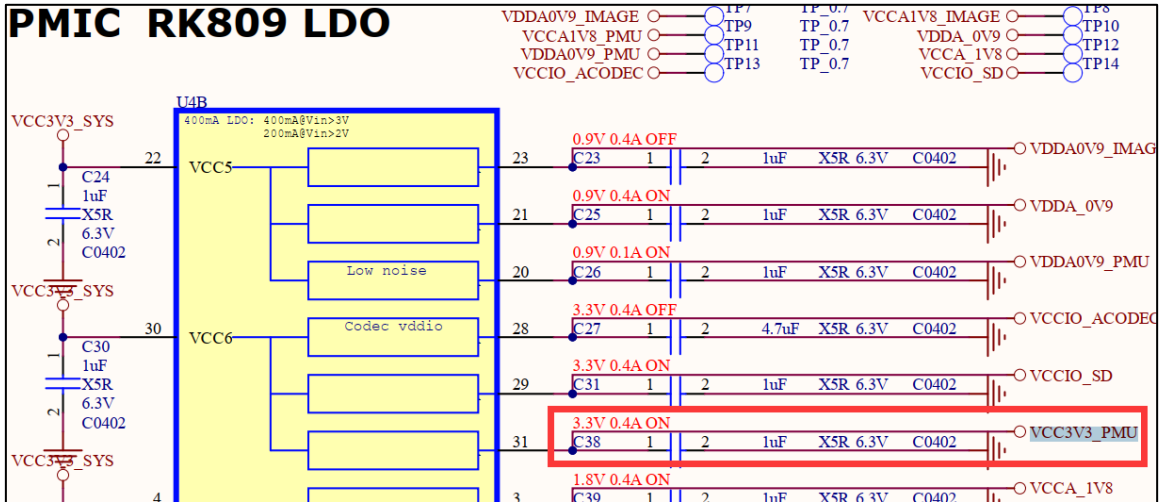 PMIC RK809 LDO
VDDA0V9_IMAGE TP7 TP_0.7 VCCA1V8_IMAGE TP8
VCCA1V8_PMU TP9 TP_0.7 VDDA_0V9 TP10
VDDA0V9_PMU TP11 TP_0.7 VCCA_1V8 TP12
VCCIO_ACODEC TP13 TP_0.7 VCCIO_SD TP14
U4B
400mA LDO: 400mA@Vin>3V
200mA@Vin>2V
VCC3V3_SYS
22 VCC5
1 C24
1uF
X5R
6.3V
2 C0402
0.9V 0.4A OFF
23 C23 1 2 1uF X5R 6.3V C0402 VDDA0V9_IMAG
0.9V 0.4A ON
21 C25 1 2 1uF X5R 6.3V C0402 VDDA_0V9
0.9V 0.1A ON
Low noise 20 C26 1 2 1uF X5R 6.3V C0402 VDDA0V9_PMU
VCC3V3_SYS
30 VCC6
1 C30
1uF
X5R
6.3V
2 C0402
3.3V 0.4A OFF
Codec vddio 28 C27 1 2 4.7uF X5R 6.3V C0402 VCCIO_ACODEC
3.3V 0.4A ON
29 C31 1 2 1uF X5R 6.3V C0402 VCCIO_SD
3.3V 0.4A ON
31 C38 1 2 1uF X5R 6.3V C0402 VCC3V3_PMU
VCC3V3_SYS
4
1.8V 0.4A ON
3 C39 1 2 1uF X5R 6.3V C0402 VCCA_1V8